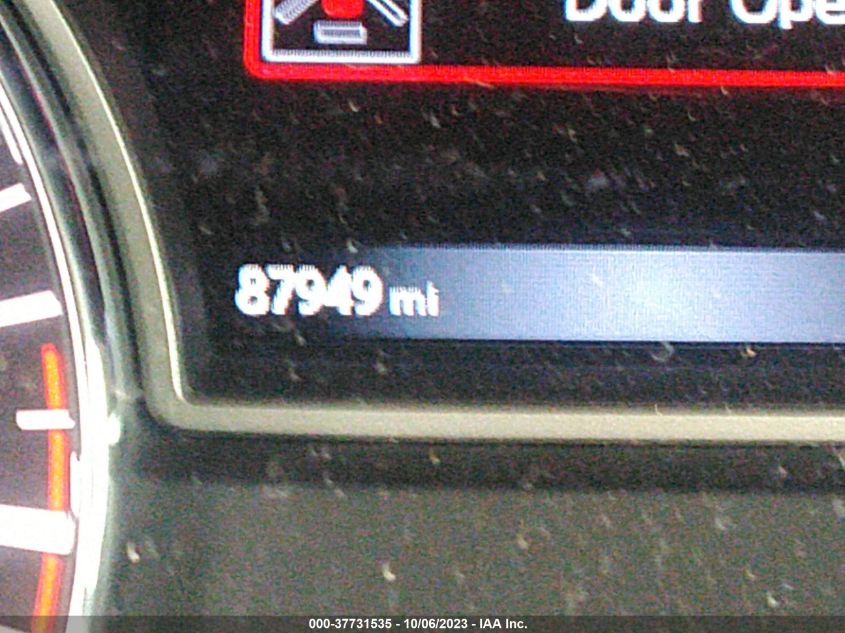 Door Ope
87949 mi
000-37731535 - 10/06/2023 - IAA Inc.